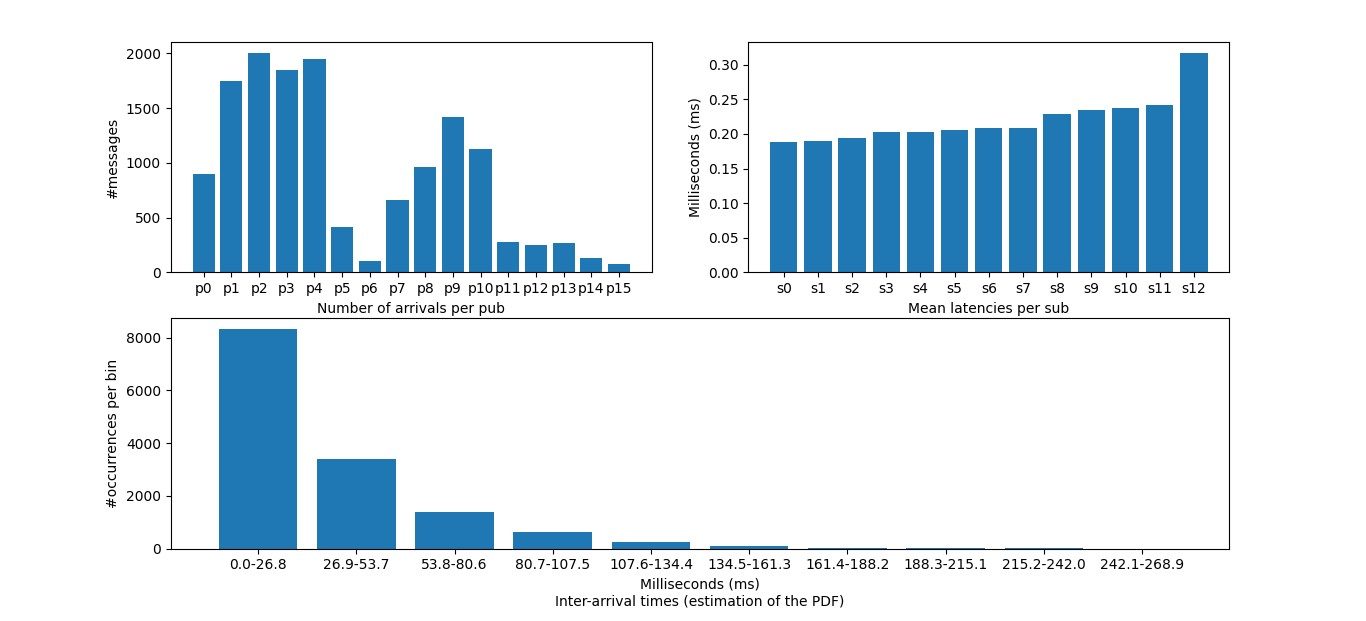 2000
1500
1000
500
0
#messages
p0 p1 p2 p3 p4 p5 p6 p7 p8 p9 p10 p11 p12 p13 p14 p15
Number of arrivals per pub
0.30
0.25
0.20
0.15
0.10
0.05
0.00
Milliseconds (ms)
s0 s1 s2 s3 s4 s5 s6 s7 s8 s9 s10 s11 s12
Mean latencies per sub
8000
6000
4000
2000
0
#occurrences per bin
0.0-26.8 26.9-53.7 53.8-80.6 80.7-107.5 107.6-134.4 134.5-161.3 161.4-188.2 188.3-215.1 215.2-242.0 242.1-268.9
Milliseconds (ms)
Inter-arrival times (estimation of the PDF)